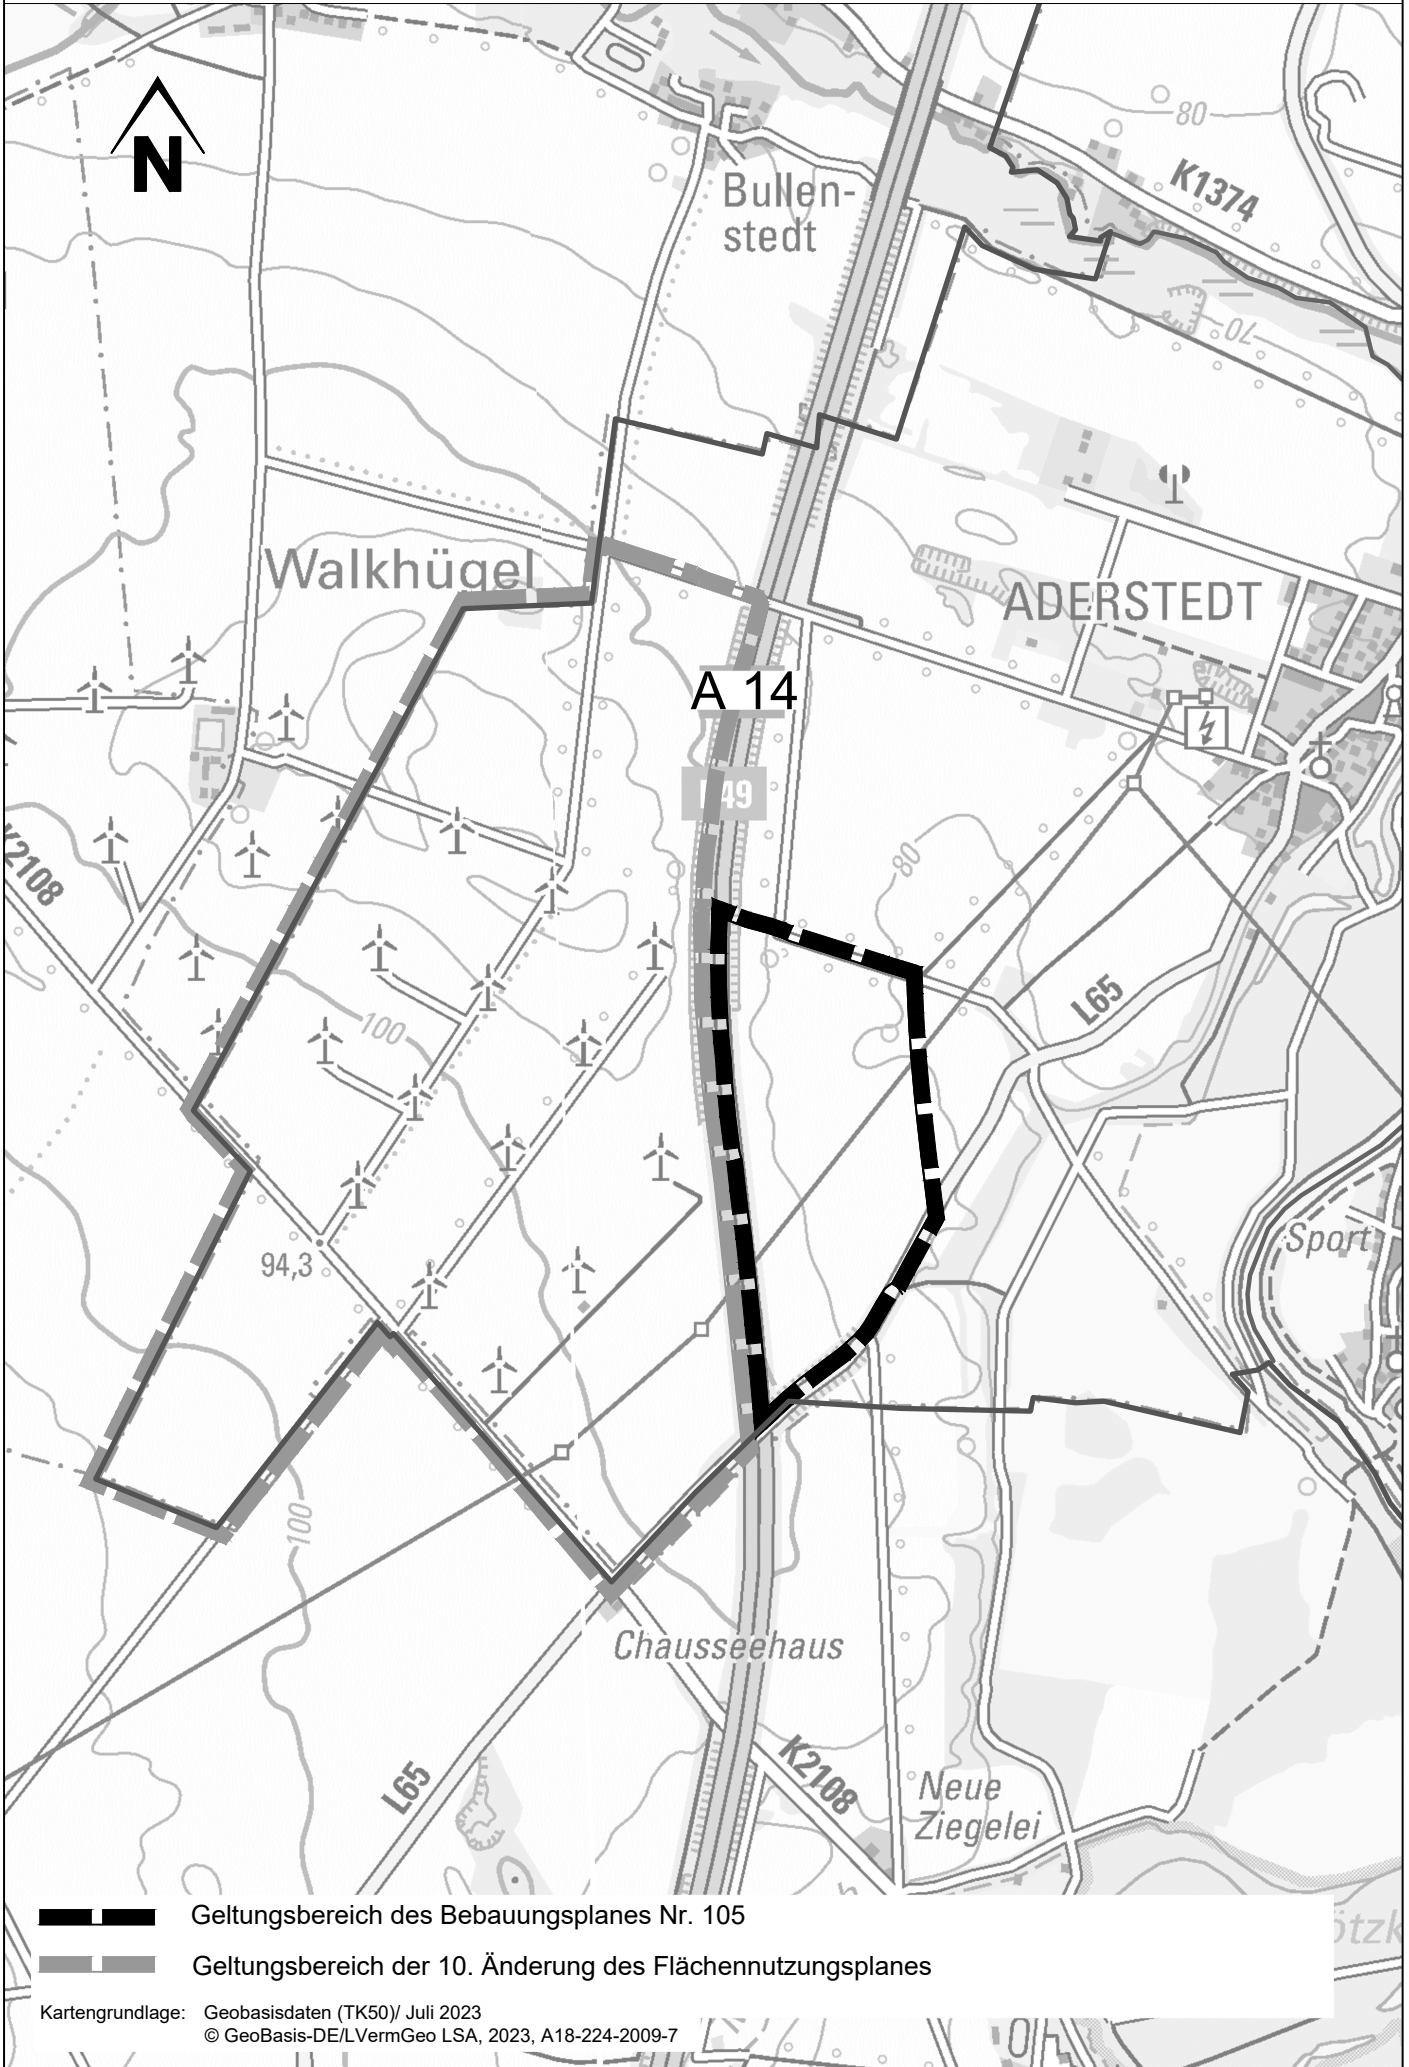 N
Bullen-
stedt
K1374
80
70
Walkhügel
ADERSTEDT
A 14
K2108
80
100
L65
94,3
Sport
100
Chausseehaus
L65
K2108
Neue
Ziegelei
Geltungsbereich des Bebauungsplanes Nr. 105
Geltungsbereich der 10. Änderung des Flächennutzungsplanes
Kartengrundlage: Geobasisdaten (TK50)/ Juli 2023
© GeoBasis-DE/LVermGeo LSA, 2023, A18-224-2009-7